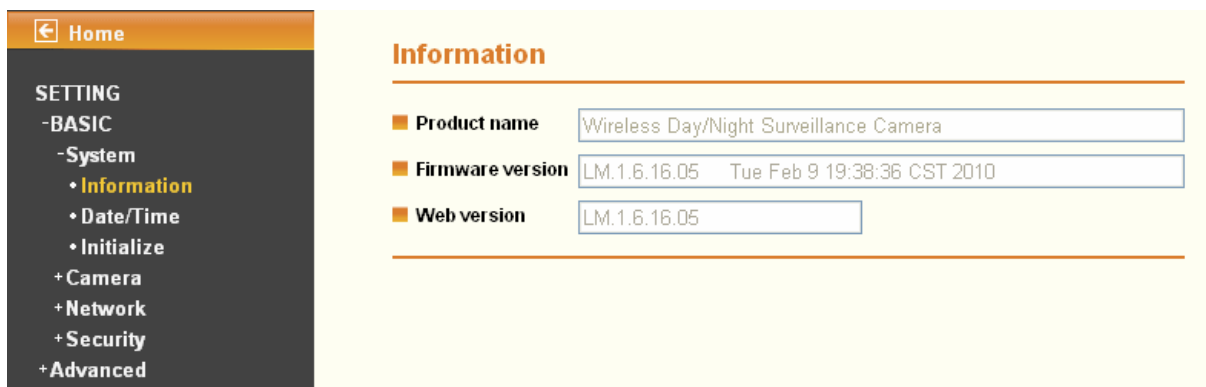 Home
SETTING
-BASIC
-System
•Information
•Date/Time
•Initialize
+Camera
+Network
+Security
+Advanced
Information
Product name Wireless Day/Night Surveillance Camera
Firmware version LM.1.6.16.05 Tue Feb 9 19:38:36 CST 2010
Web version LM.1.6.16.05